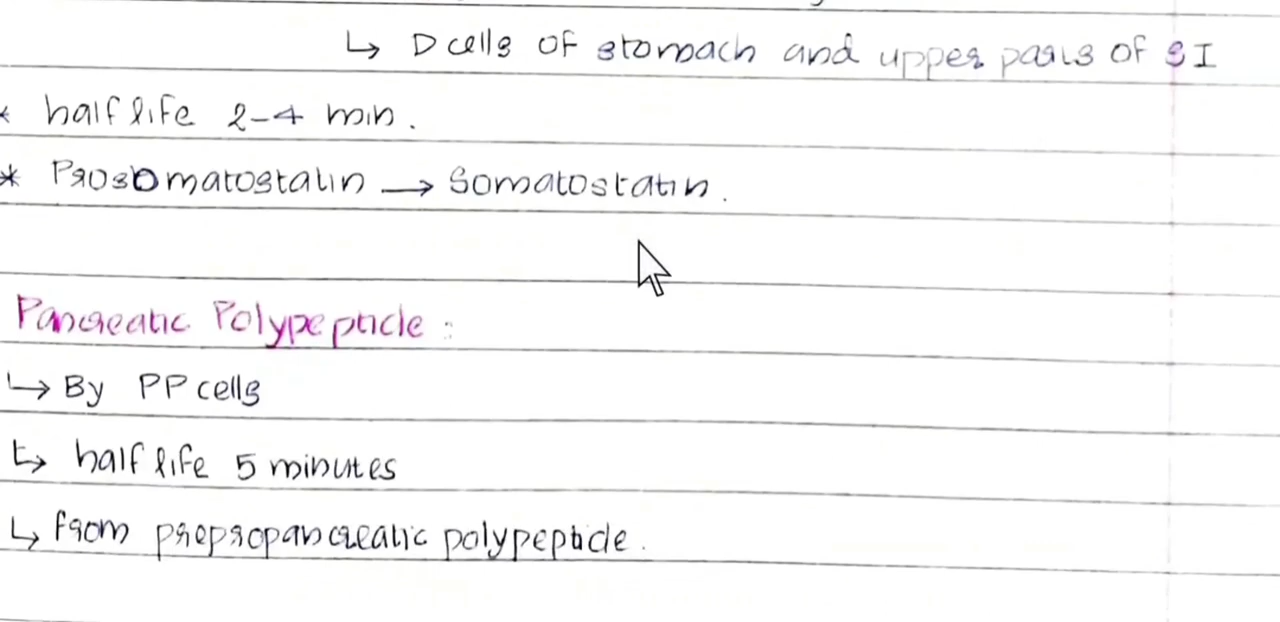 ↳ D cells of stomach and upper parts of SI
* half life 2-4 min.
* Prosomatostatin → Somatostatin.
Pancreatic Polypeptide :
↳ By PP cells
↳ half life 5 minutes
↳ from prepropancreatic polypeptide.